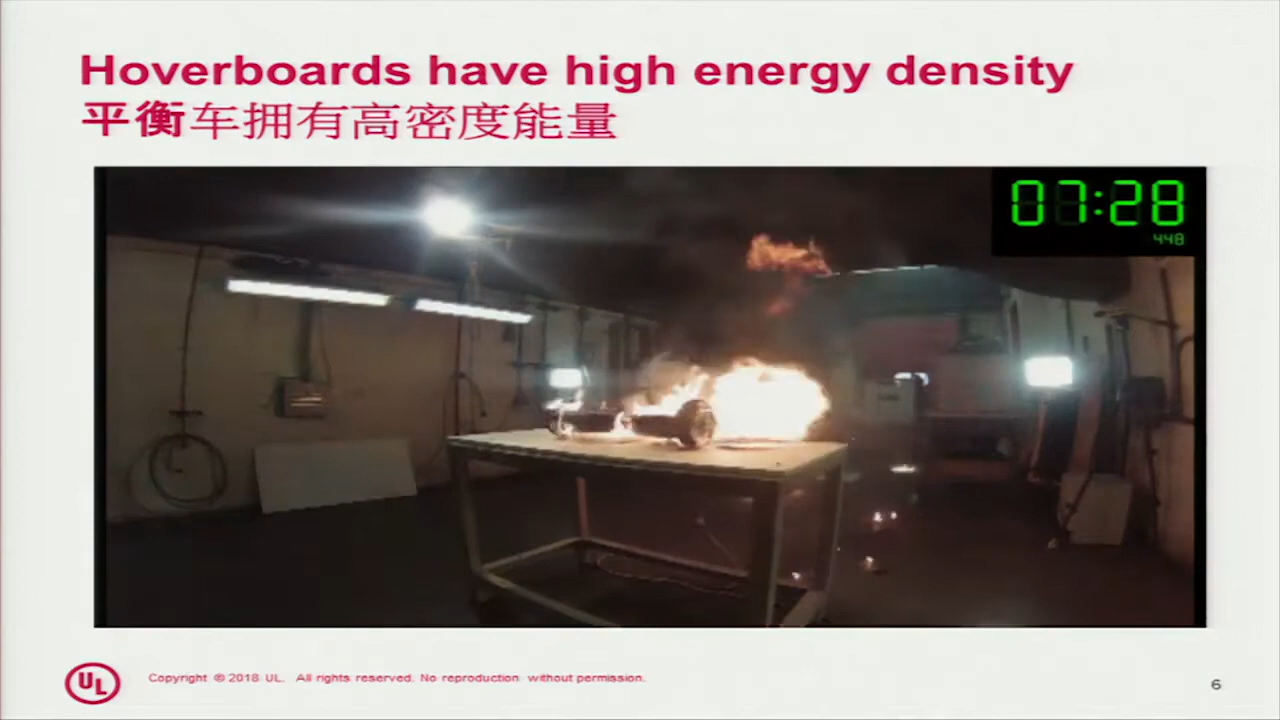 Hoverboards have high energy density
平衡车拥有高密度能量
07:28
448
UL
Copyright © 2018 UL. All rights reserved. No reproduction without permission.
6